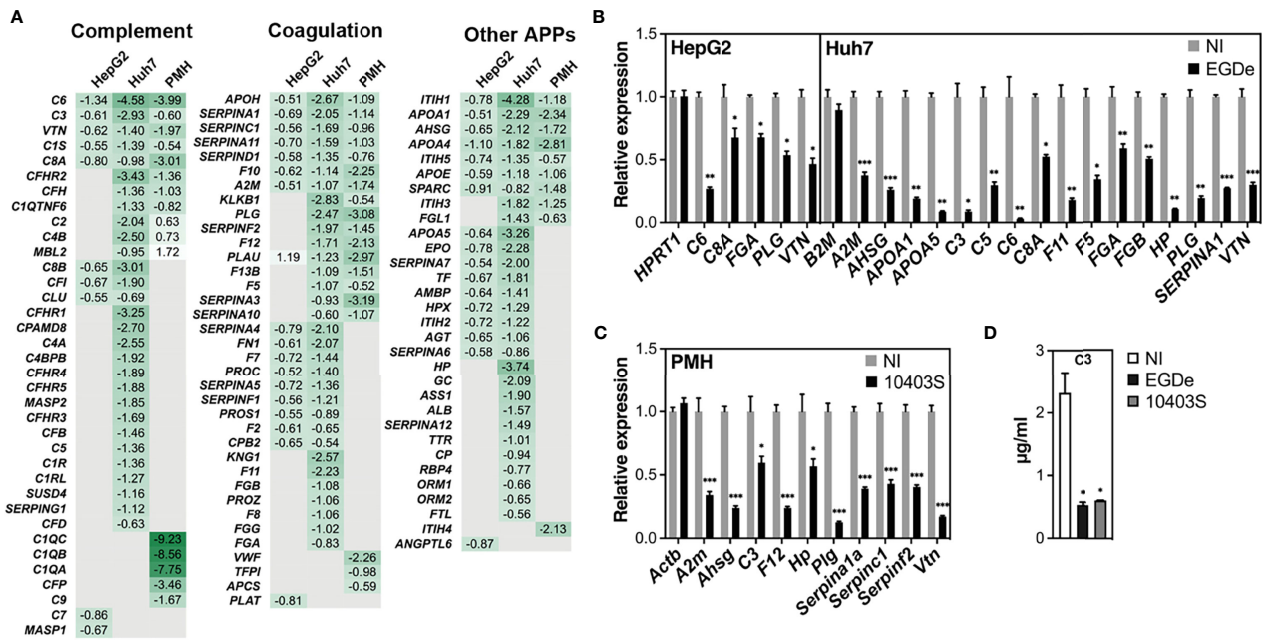 A
Complement
HepG2 Huh7 PMH
C6 -1.34 -4.58 -3.99
C3 -0.61 -2.93 -0.60
VTN -0.62 -1.40 -1.97
C1S -0.55 -1.39 -0.54
C8A -0.80 -0.98 -3.01
CFHR2 -3.43 -1.36
CFH -1.36 -1.03
C1QTNF6 -1.33 -0.82
C2 -2.04 0.63
C4B -2.50 0.73
MBL2 -0.95 1.72
C8B -0.65 -3.01
CFI -0.67 -1.90
CLU -0.55 -0.69
CFHR1 -3.25
CPAMD8 -2.70
C4A -2.55
C4BPB -1.92
CFHR4 -1.89
CFHR5 -1.88
MASP2 -1.85
CFHR3 -1.69
CFB -1.46
C5 -1.36
C1R -1.36
C1RL -1.27
SUSD4 -1.16
SERPING1 -1.12
CFD -0.63
C1QC -9.23
C1QB -8.56
C1QA -7.75
CFP -3.46
C9 -1.67
C7 -0.86
MASP1 -0.67
Coagulation
HepG2 Huh7 PMH
APOH -0.51 -2.67 -1.09
SERPINA1 -0.69 -2.05 -1.14
SERPINC1 -0.56 -1.69 -0.96
SERPINA11 -0.70 -1.59 -1.03
SERPIND1 -0.58 -1.35 -0.76
F10 -0.62 -1.14 -2.25
A2M -0.51 -1.07 -1.74
KLKB1 -2.83 -0.54
PLG -2.47 -3.08
SERPINF2 -1.97 -1.45
F12 -1.71 -2.13
PLAU 1.19 -1.23 -2.97
F13B -1.09 -1.51
F5 -1.07 -0.52
SERPINA3 -0.93 -3.19
SERPINA10 -0.60 -1.07
SERPINA4 -0.79 -2.10
FN1 -0.61 -2.07
F7 -0.72 -1.44
PROC -0.52 -1.40
SERPINA5 -0.72 -1.36
SERPINF1 -0.56 -1.21
PROS1 -0.55 -0.89
F2 -0.61 -0.65
CPB2 -0.65 -0.54
KNG1 -2.57
F11 -2.23
FGB -1.08
PROZ -1.06
F8 -1.06
FGG -1.02
FGA -0.83
VWF -2.26
TFPI -0.98
APCS -0.59
PLAT -0.81
Other APPs
HepG2 Huh7 PMH
ITIH1 -0.78 -4.28 -1.18
APOA1 -0.51 -2.29 -2.34
AHSG -0.65 -2.12 -1.72
APOA4 -1.10 -1.82 -2.81
ITIH5 -0.74 -1.35 -0.57
APOE -0.59 -1.18 -1.06
SPARC -0.91 -0.82 -1.48
ITIH3 -1.82 -1.25
FGL1 -1.43 -0.63
APOA5 -0.64 -3.26
EPO -0.78 -2.28
SERPINA7 -0.54 -2.00
TF -0.67 -1.81
AMBP -0.64 -1.41
HPX -0.72 -1.29
ITIH2 -0.72 -1.22
AGT -0.65 -1.06
SERPINA6 -0.58 -0.86
HP -3.74
GC -2.09
ASS1 -1.90
ALB -1.57
SERPINA12 -1.49
TTR -1.01
CP -0.94
RBP4 -0.77
ORM1 -0.66
ORM2 -0.65
FTL -0.56
ITIH4 -2.13
ANGPTL6 -0.87
B
Relative expression
1.5
1.0
0.5
0.0
HepG2 Huh7
NI
EGDe
** * * * * *** *** ** ** * ** ** * ** * ** ** ** ** *** ***
HPRT1 C6 C8A FGA PLG VTN B2M A2M AHSG APOA1 APOA5 C3 C5 C6 C8A F11 F5 FGA FGB HP PLG SERPINA1 VTN
C
Relative expression
1.5
1.0
0.5
0.0
PMH
NI
10403S
*** *** * *** * *** *** *** *** ***
Actb A2m Ahsg C3 F12 Hp Plg Serpina1a Serpinc1 Serpinf2 Vtn
D
µg/ml
3
2
1
0
C3
NI
EGDe
10403S
* *